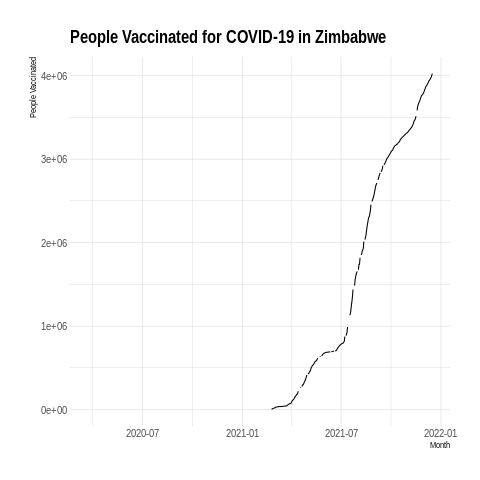 People Vaccinated for COVID-19 in Zimbabwe
People Vaccinated
4e+06
3e+06
2e+06
1e+06
0e+00
2020-07
2021-01
2021-07
2022-01
Month